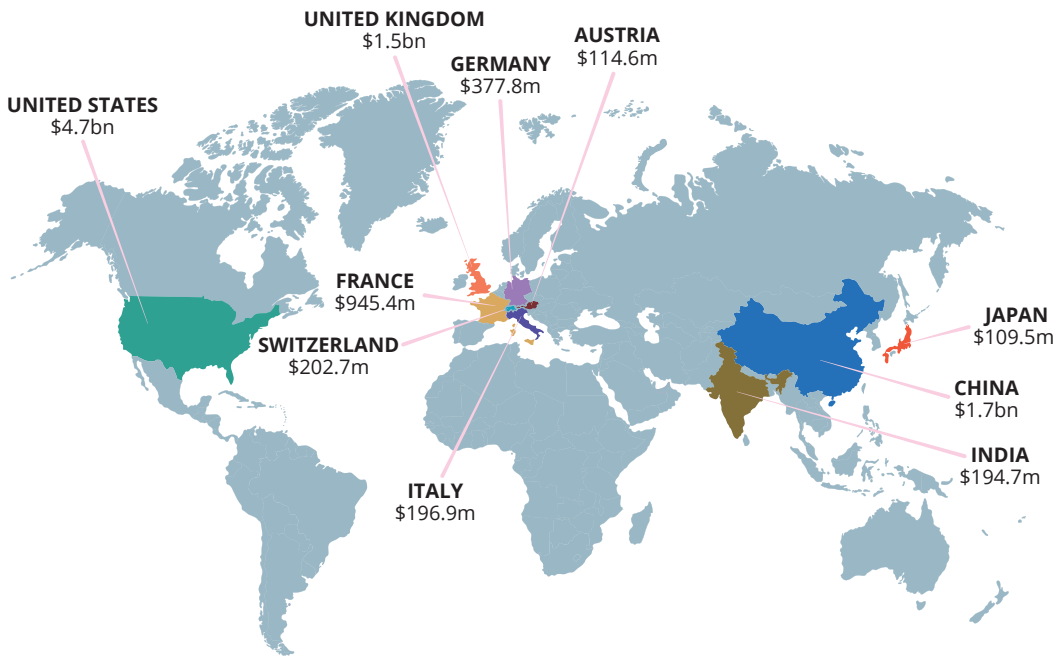 UNITED KINGDOM
$1.5bn
AUSTRIA
$114.6m
GERMANY
$377.8m
UNITED STATES
$4.7bn
FRANCE
$945.4m
SWITZERLAND
$202.7m
JAPAN
$109.5m
CHINA
$1.7bn
INDIA
$194.7m
ITALY
$196.9m